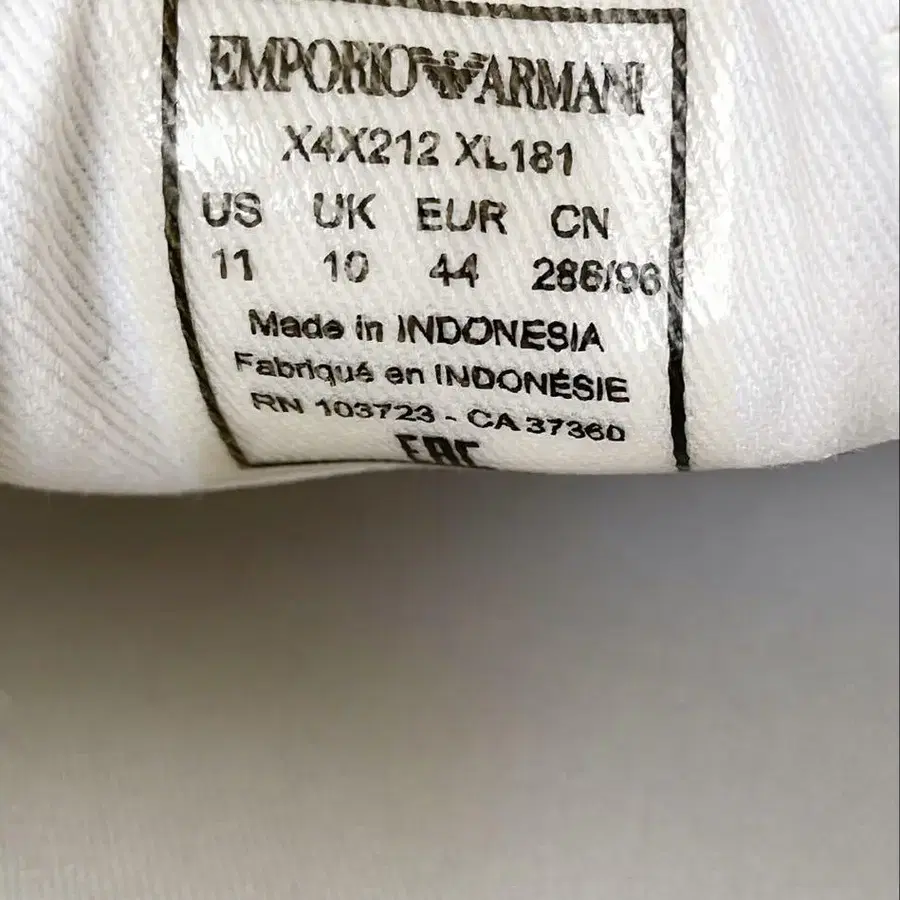 EMPORIO ARMANI
X4X212 XL181
US UK EUR CN
11 10 44 286/96
Made in INDONESIA
Fabriqué en INDONÉSIE
RN 103723 - CA 37360
EAC